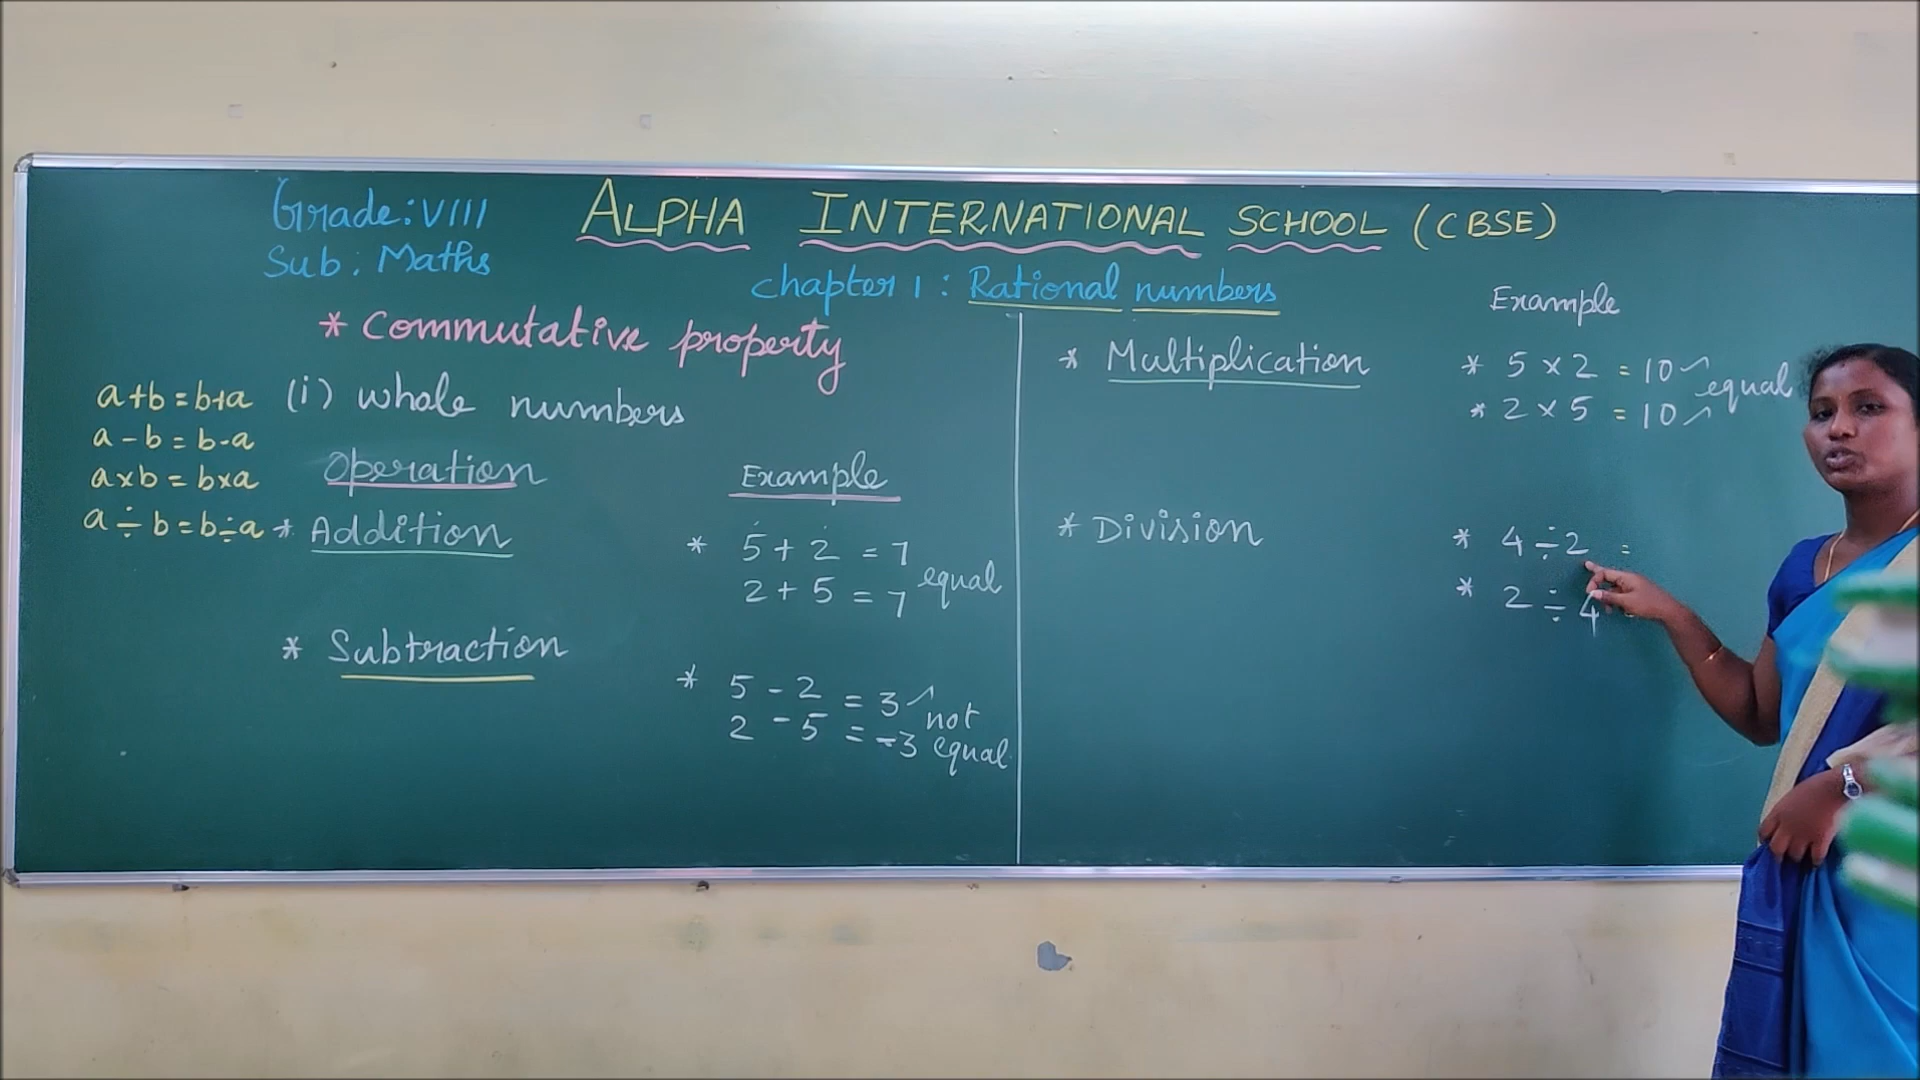 Grade: VIII
ALPHA INTERNATIONAL SCHOOL (CBSE)
Sub: Maths
chapter 1: Rational numbers
* Commutative property
a+b = b+a
a-b = b-a
a×b = b×a
a÷b = b÷a
(i) whole numbers
Operation
Example
* Addition
* 5 + 2 = 7
2 + 5 = 7
equal
* Subtraction
* 5 - 2 = 3
2 - 5 = -3
not
equal
Example
* Multiplication
* 5 × 2 = 10
* 2 × 5 = 10
equal
* Division
* 4 ÷ 2 =
* 2 ÷ 4